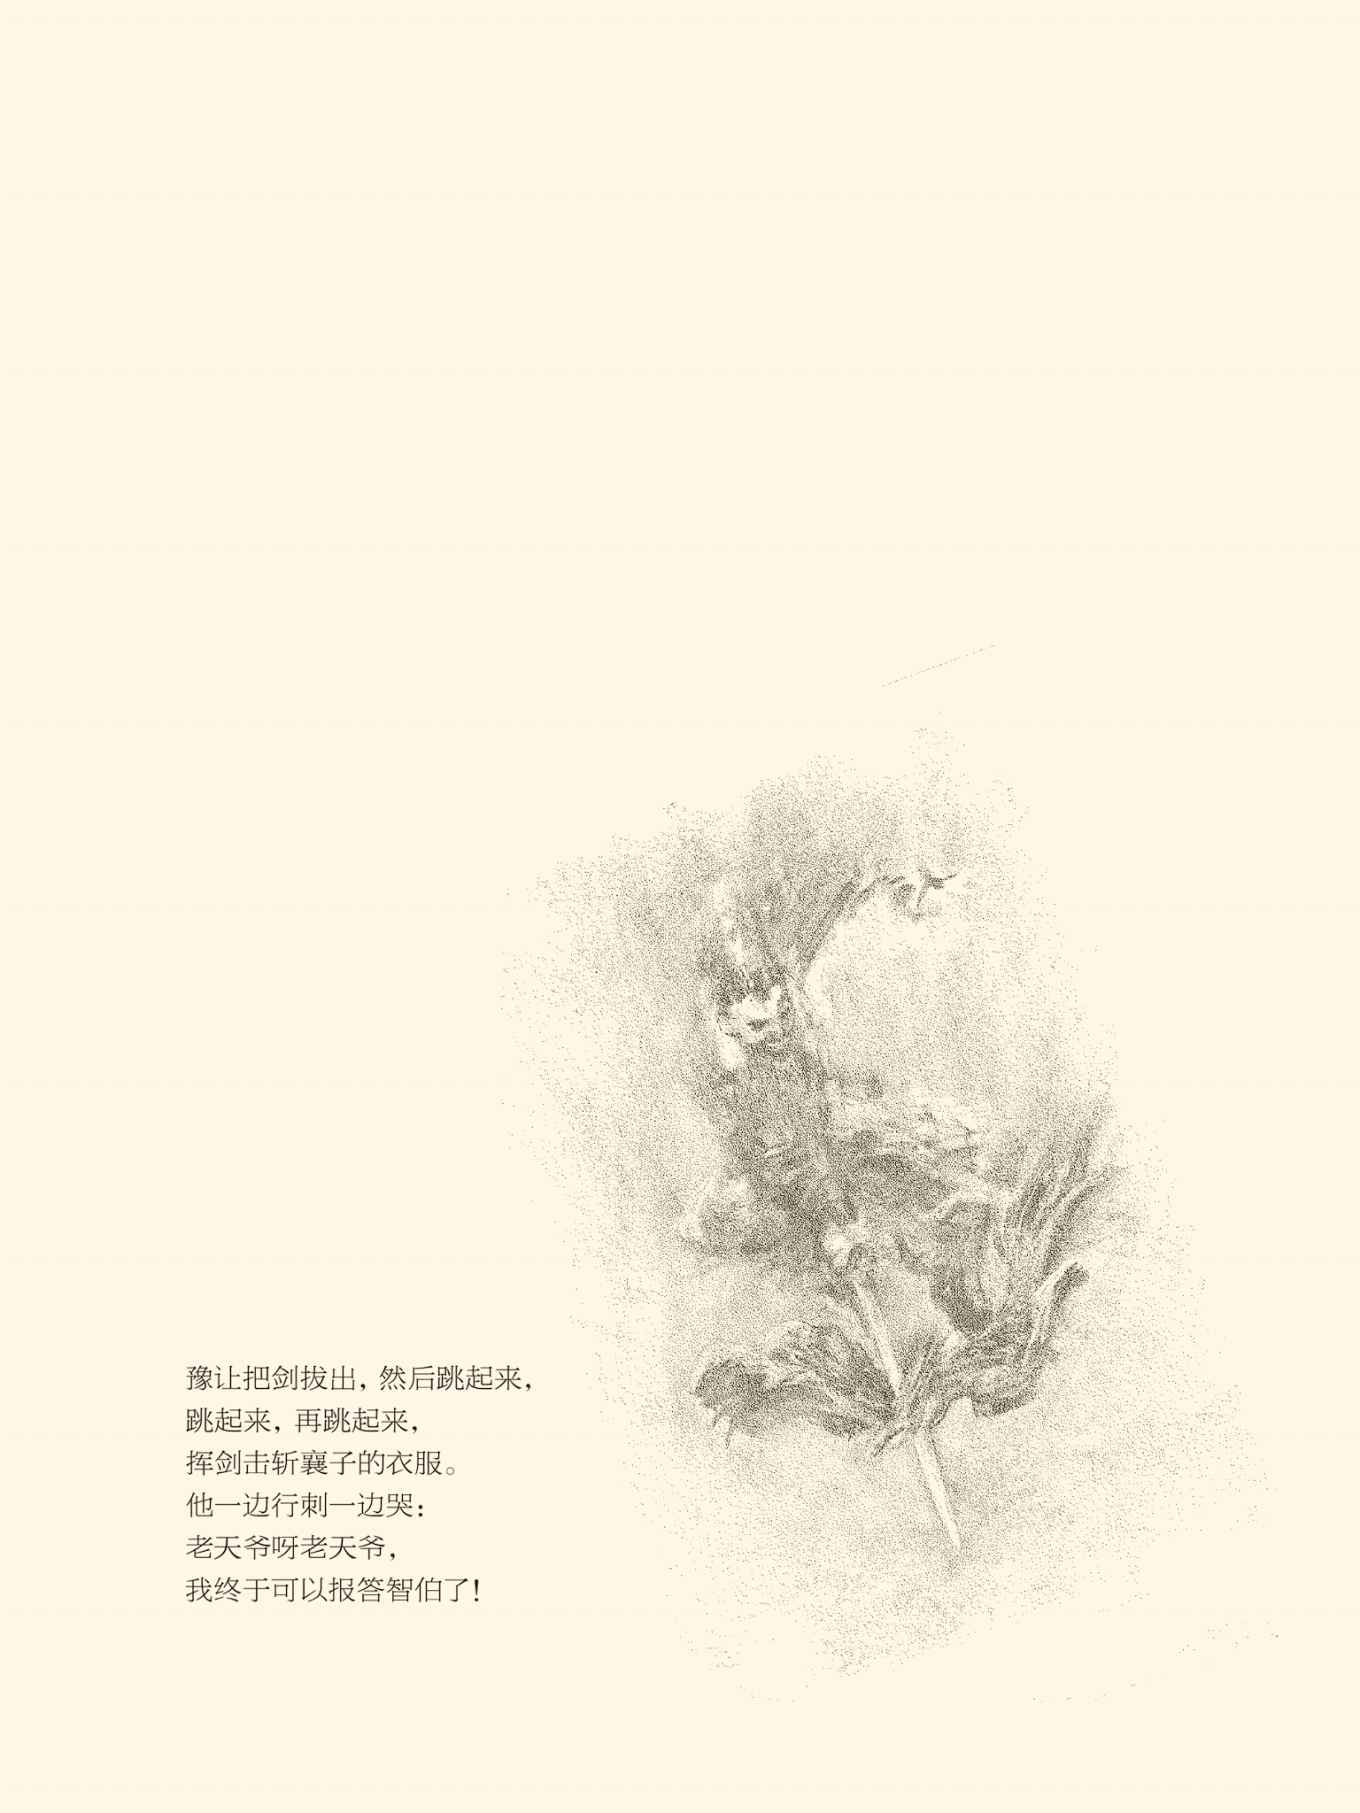 豫让把剑拔出，然后跳起来，
跳起来，再跳起来，
挥剑击斩襄子的衣服。
他一边行刺一边哭：
老天爷呀老天爷，
我终于可以报答智伯了！